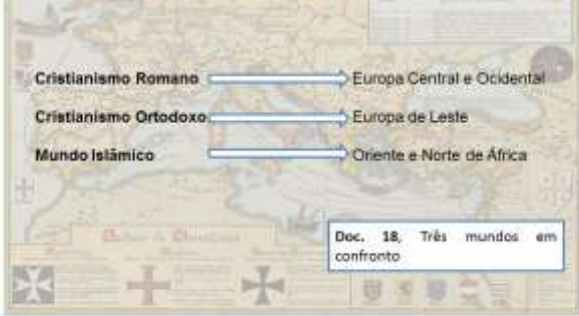 Cristianismo Romano Europa Central e Ocidental
Cristianismo Ortodoxo Europa de Leste
Mundo Islâmico Oriente e Norte de África
Doc. 18, Três mundos em
confronto